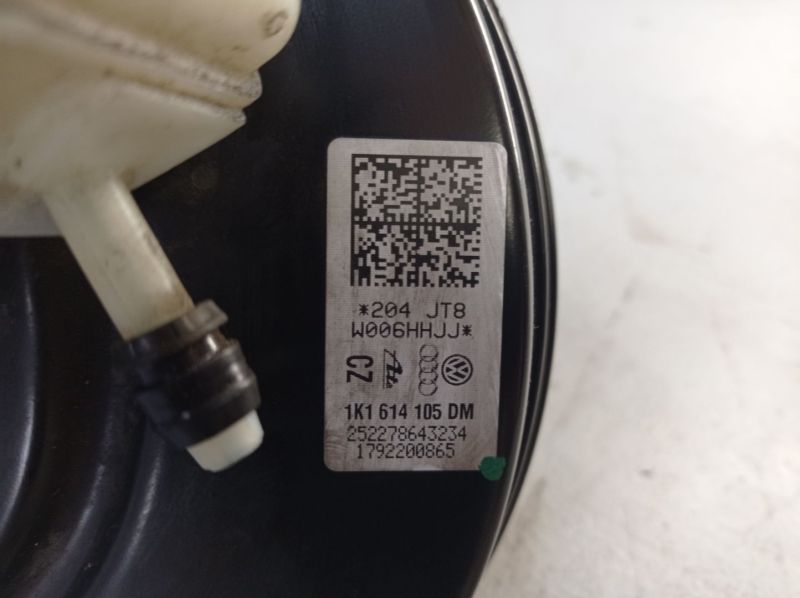 *204 JT8
W006HHJJ*
CZ
1K1 614 105 DM
252278643234
1792200865